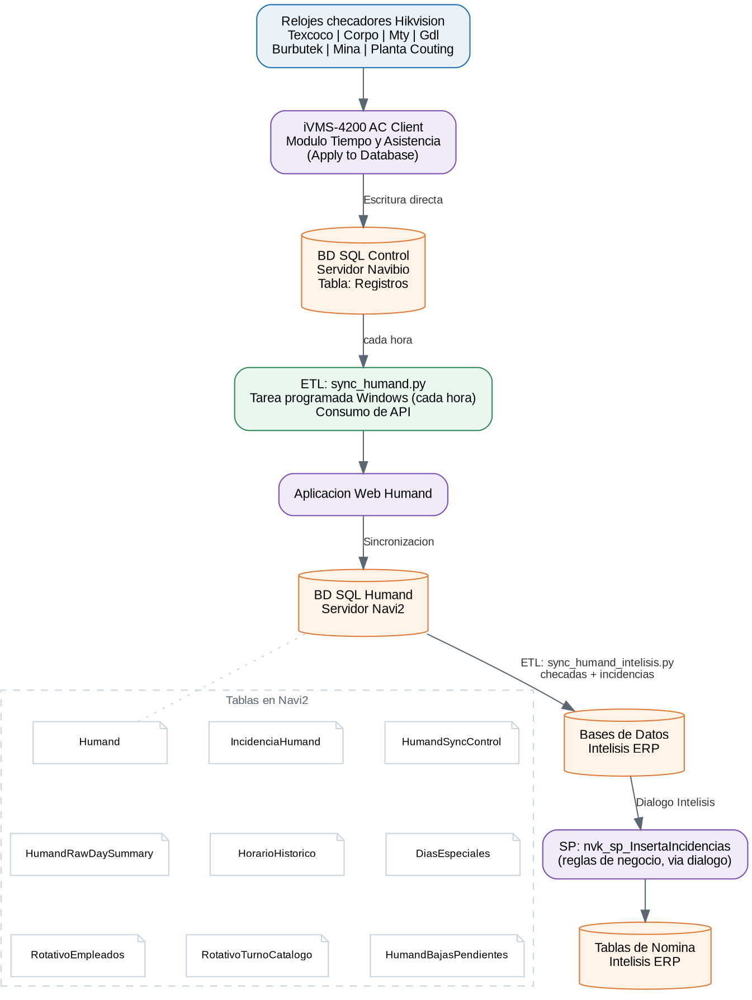 Relojes checadores Hikvision
Texcoco | Corpo | Mty | Gdl
Burbutek | Mina | Planta Couting
iVMS-4200 AC Client
Modulo Tiempo y Asistencia
(Apply to Database)
Escritura directa
BD SQL Control
Servidor Navibio
Tabla: Registros
cada hora
ETL: sync_humand.py
Tarea programada Windows (cada hora)
Consumo de API
Aplicacion Web Humand
Sincronizacion
BD SQL Humand
Servidor Navi2
ETL: sync_humand_intelisis.py
checadas + incidencias
Tablas en Navi2
Humand
IncidenciaHumand
HumandSyncControl
Bases de Datos
Intelisis ERP
Dialogo Intelisis
HumandRawDaySummary
HorarioHistorico
DiasEspeciales
SP: nvk_sp_InsertaIncidencias
(reglas de negocio, via dialogo)
RotativoEmpleados
RotativoTurnoCatalogo
HumandBajasPendientes
Tablas de Nomina
Intelisis ERP